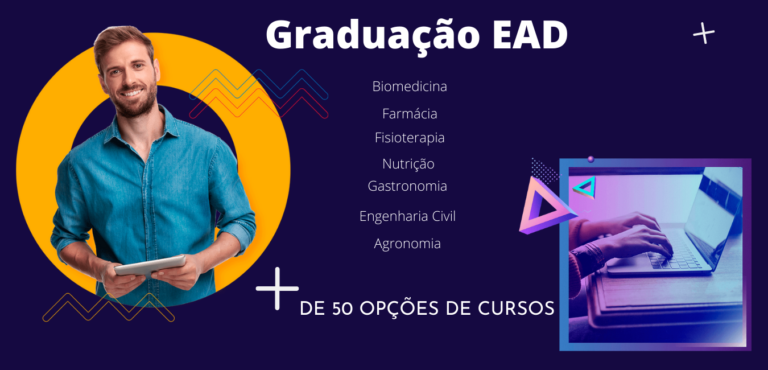 Graduação EAD
Biomedicina
Farmácia
Fisioterapia
Nutrição
Gastronomia
Engenharia Civil
Agronomia
+ DE 50 OPÇÕES DE CURSOS